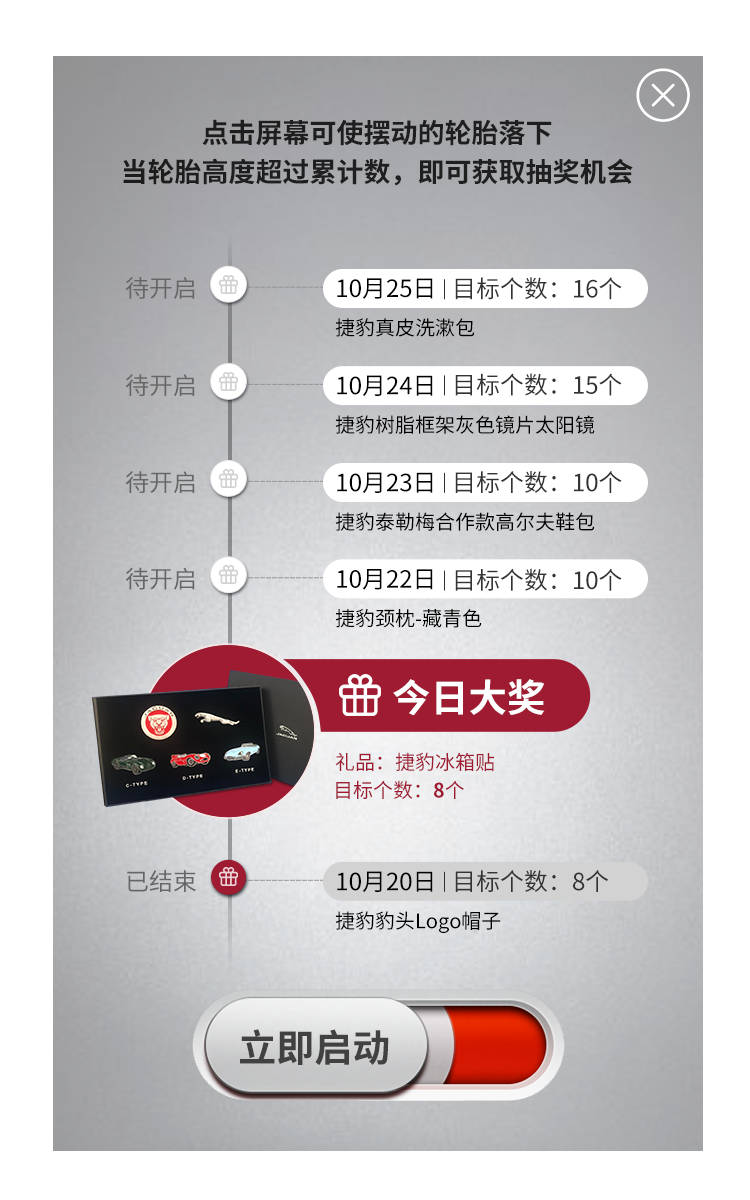 点击屏幕可使摆动的轮胎落下
当轮胎高度超过累计数，即可获取抽奖机会
待开启
10月25日 | 目标个数：16个
捷豹真皮洗漱包
待开启
10月24日 | 目标个数：15个
捷豹树脂框架灰色镜片太阳镜
待开启
10月23日 | 目标个数：10个
捷豹泰勒梅合作款高尔夫鞋包
待开启
10月22日 | 目标个数：10个
捷豹颈枕-藏青色
今日大奖
JAGUAR
C-TYPE
D-TYPE
E-TYPE
礼品：捷豹冰箱贴
目标个数：8个
已结束
10月20日 | 目标个数：8个
捷豹豹头Logo帽子
立即启动